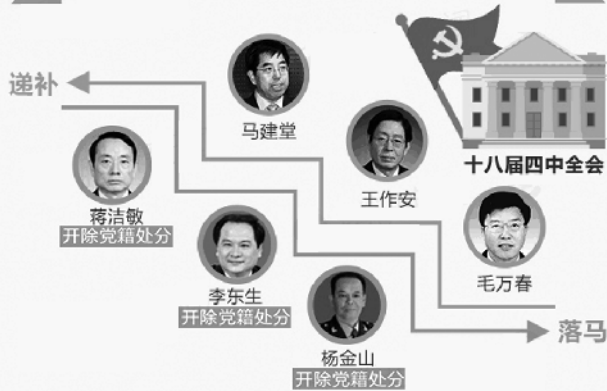 递补
马建堂
王作安
十八届四中全会
蒋洁敏
开除党籍处分
李东生
开除党籍处分
毛万春
杨金山
开除党籍处分
落马